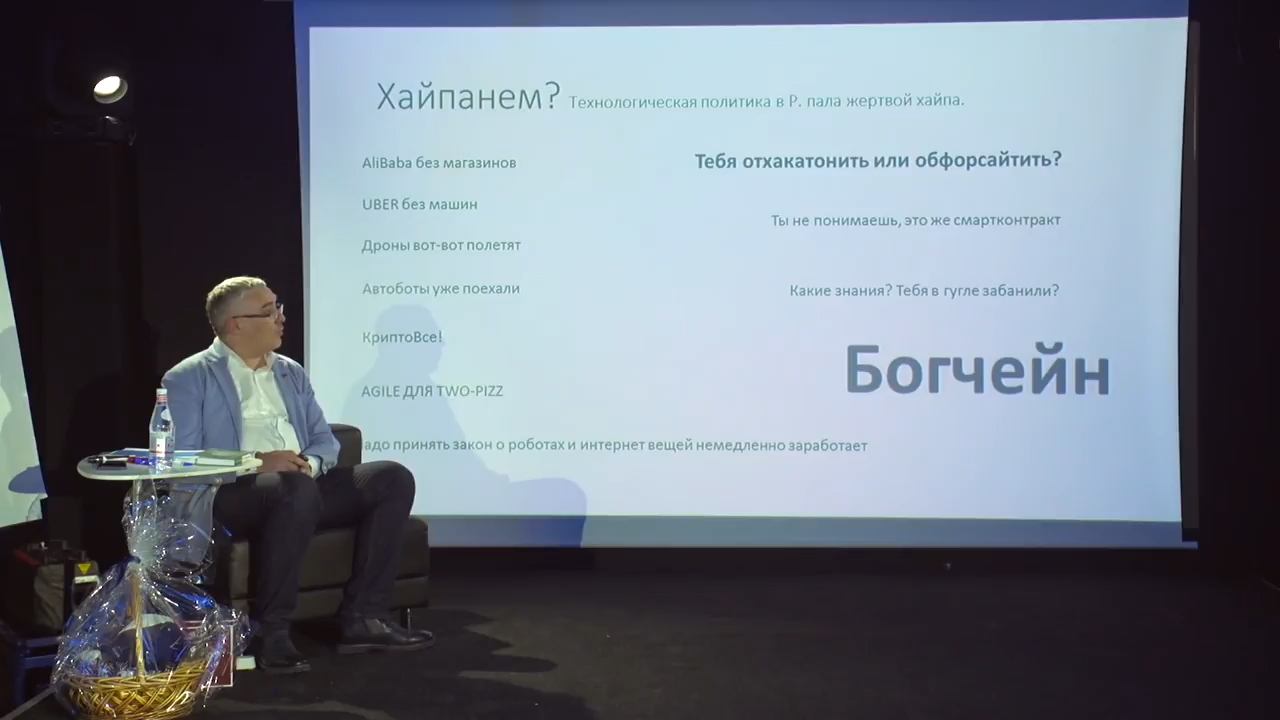 Хайпанем? Технологическая политика в Р. пала жертвой хайпа.
AliBaba без магазинов
UBER без машин
Дроны вот-вот полетят
Автоботы уже поехали
КриптоВсе!
AGILE ДЛЯ TWO-PIZZ
адо принять закон о роботах и интернет вещей немедленно заработает
Тебя отхакатонить или обфорсайтить?
Ты не понимаешь, это же смартконтракт
Какие знания? Тебя в гугле забанили?
Богчейн